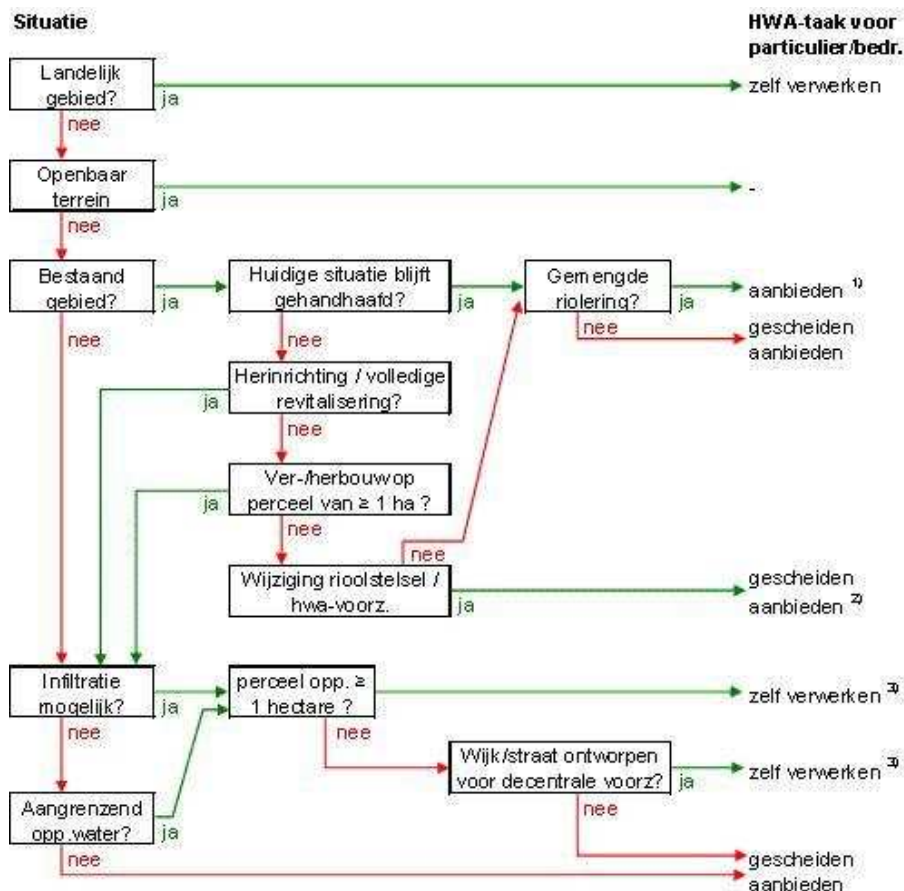 Situatie
HWA-taak voor
particulier/bedr.
Landelijk
gebied?
ja
zelf verwerken
nee
Openbaar
terrein
ja
-
nee
Bestaand
gebied?
ja
Huidige situatie blijft
gehandhaafd?
ja
Gemengde
riolering?
ja
aanbieden 1)
nee
nee
nee
gescheiden
aanbieden
Herinrichting / volledige
revitalisering?
ja
nee
Ver-/herbouw op
perceel van ≥ 1 ha ?
ja
nee
nee
Wijziging rioolstelsel /
hwa-voorz.
ja
gescheiden
aanbieden 2)
Infiltratie
mogelijk?
ja
perceel opp. ≥
1 hectare ?
zelf verwerken 3)
nee
nee
Wijk/straat ontworpen
voor decentrale voorz?
ja
zelf verwerken 3)
nee
Aangrenzend
opp.water?
ja
nee
gescheiden
aanbieden